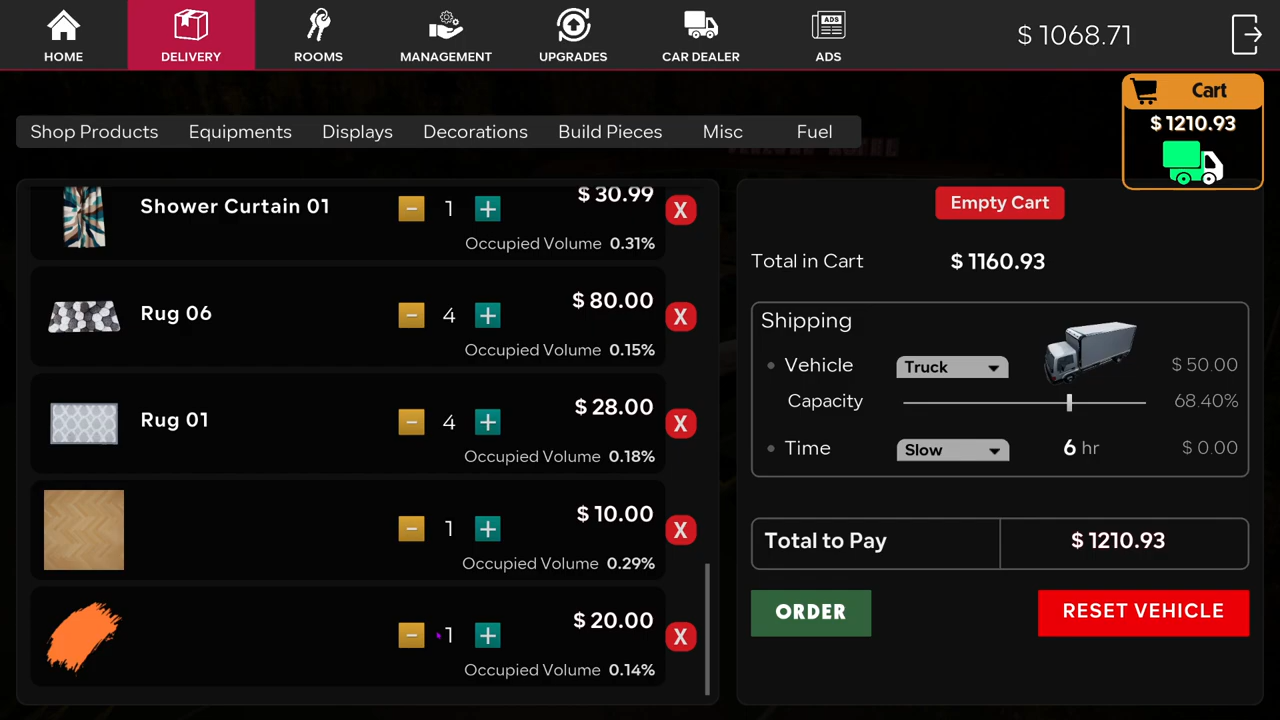 HOME
DELIVERY
ROOMS
MANAGEMENT
UPGRADES
CAR DEALER
ADS
ADS
$ 1068.71
Cart
$ 1210.93
Shop Products
Equipments
Displays
Decorations
Build Pieces
Misc
Fuel
Shower Curtain 01
− 1 +
$ 30.99
X
Occupied Volume 0.31%
Rug 06
− 4 +
$ 80.00
X
Occupied Volume 0.15%
Rug 01
− 4 +
$ 28.00
X
Occupied Volume 0.18%
− 1 +
$ 10.00
X
Occupied Volume 0.29%
− 1 +
$ 20.00
X
Occupied Volume 0.14%
Empty Cart
Total in Cart $ 1160.93
Shipping
Vehicle Truck $ 50.00
Capacity 68.40%
Time Slow 6 hr $ 0.00
Total to Pay $ 1210.93
ORDER
RESET VEHICLE